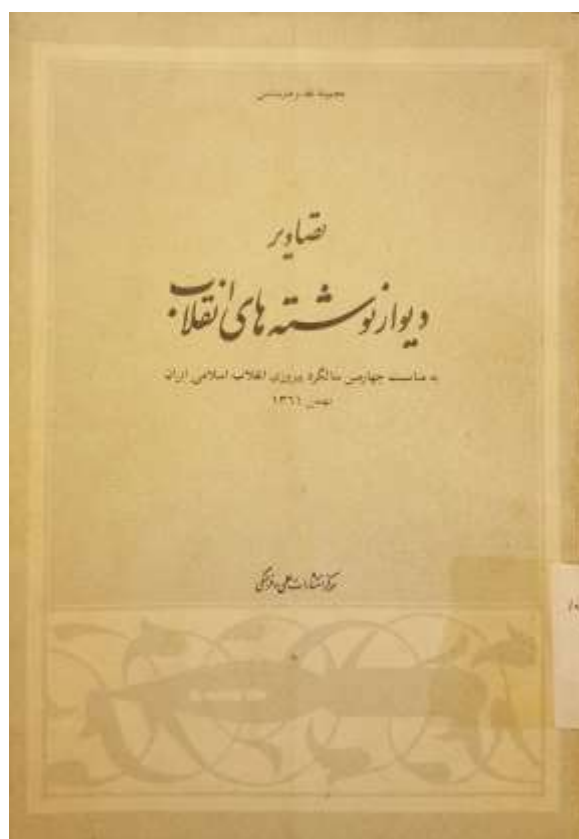 تصاویر
دیوارنوشته های انقلاب
به مناسبت چهارمین سالگرد پیروزی انقلاب اسلامی ایران
بهمن ۱۳۶۱
مرکز انتشارات علمی و فرهنگی